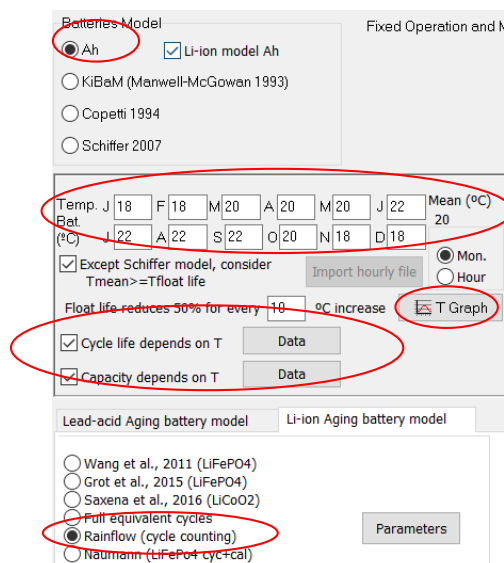 Batteries Model
Fixed Operation and M
Ah
Li-ion model Ah
KiBaM (Manwell-McGowan 1993)
Copetti 1994
Schiffer 2007
Temp. J 18 F 18 M 20 A 20 M 20 J 22 Mean (ºC)
Bat. 20
(ºC) J 22 A 22 S 22 O 20 N 18 D 18
Except Schiffer model, consider
Tmean>=Tfloat life
Import hourly file
Mon.
Hour
Float life reduces 50% for every 10 ºC increase
T Graph
Cycle life depends on T Data
Capacity depends on T Data
Lead-acid Aging battery model Li-ion Aging battery model
Wang et al., 2011 (LiFePO4)
Grot et al., 2015 (LiFePO4)
Saxena et al., 2016 (LiCoO2)
Full equivalent cycles
Rainflow (cycle counting)
Parameters
Naumann (LiFePo4 cyc+cal)